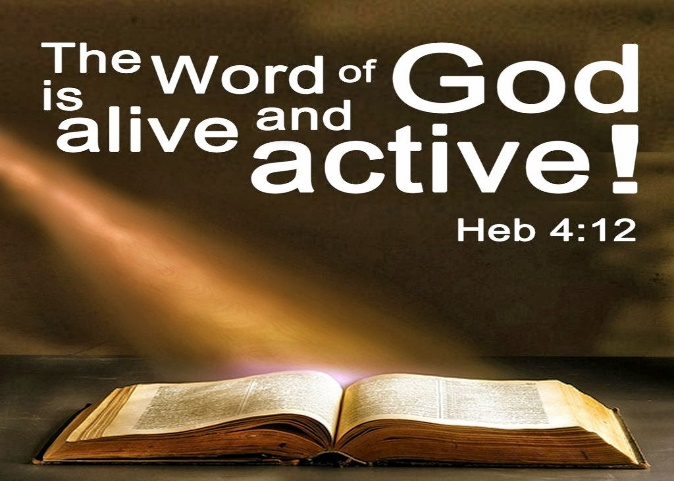 The Word of God
is alive and active!
Heb 4:12